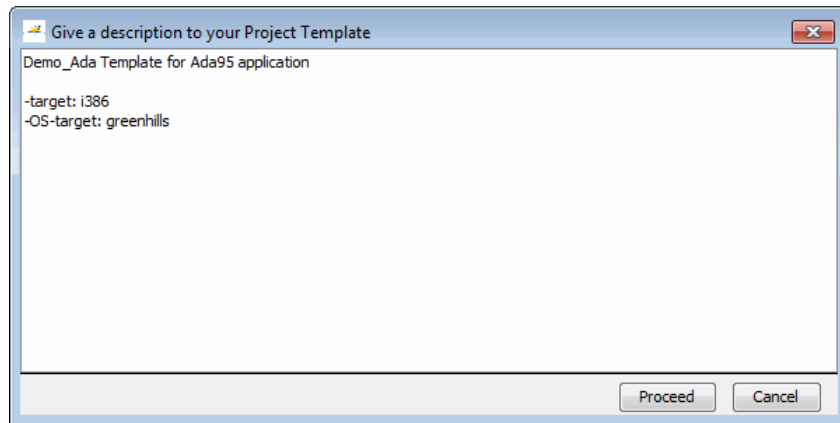 Give a description to your Project Template
Demo_Ada Template for Ada95 application
-target: i386
-OS-target: greenhills
Proceed
Cancel